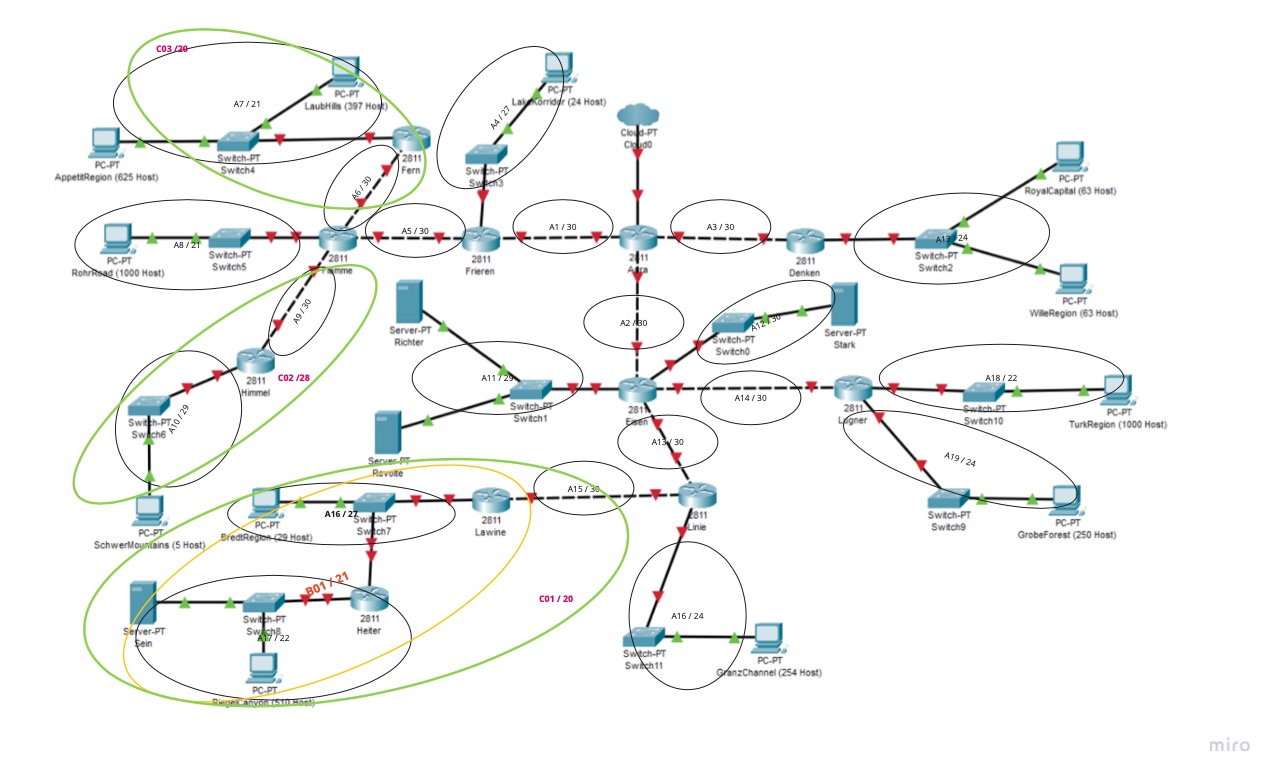 C03 /20
A7 / 21
PC-PT
LaubHills (397 Host)
PC-PT
AppetitRegion (625 Host)
Switch-PT
Switch4
2811
Fern
A6 / 30
A4 / 27
PC-PT
LakeKorridor (24 Host)
Switch-PT
Switch3
Cloud-PT
Cloud0
PC-PT
RoyalCapital (63 Host)
A8 / 21
PC-PT
RohrRoad (1000 Host)
Switch-PT
Switch5
2811
Flamme
A5 / 30
2811
Frieren
A1 / 30
2811
Aura
A3 / 30
2811
Denken
A13 / 24
Switch-PT
Switch2
PC-PT
WilleRegion (63 Host)
A9 / 30
2811
Himmel
C02 /28
Switch-PT
Switch6
A10 / 29
PC-PT
SchwerMountains (5 Host)
Server-PT
Richter
A2 / 30
Switch-PT
Switch0
A12 / 30
Server-PT
Stark
A11 / 29
Switch-PT
Switch1
Server-PT
Revolte
2811
Eisen
A14 / 30
2811
Lugner
A18 / 22
Switch-PT
Switch10
PC-PT
TurkRegion (1000 Host)
A13 / 30
A19 / 24
Switch-PT
Switch9
PC-PT
GrobeForest (250 Host)
A15 / 30
2811
Linie
PC-PT
BredtRegion (29 Host)
A16 / 27
Switch-PT
Switch7
2811
Lawine
B01 / 21
Server-PT
Sein
Switch-PT
Switch8
A17 / 22
2811
Heiter
PC-PT
RiegelCanyon (510 Host)
C01 / 20
A16 / 24
Switch-PT
Switch11
PC-PT
GranzChannel (254 Host)
miro